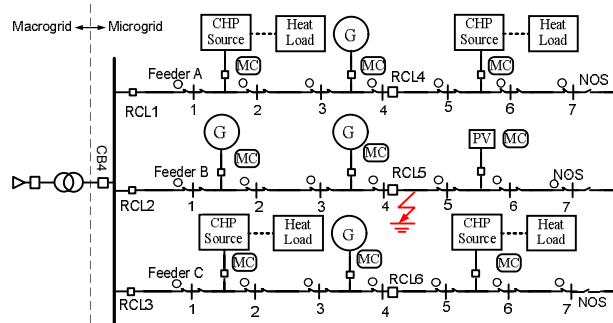 Macrogrid Microgrid
CHP Source Heat Load G CHP Source Heat Load
MC MC RCL4 MC NOS
Feeder A
RCL1 1 2 3 4 5 6 7
CB4
G G PV MC
MC MC RCL5 NOS
Feeder B
RCL2 1 2 3 4 5 6 7
CHP Source Heat Load G CHP Source Heat Load
MC MC RCL6 MC
Feeder C
RCL3 1 2 3 4 5 6 7 NOS